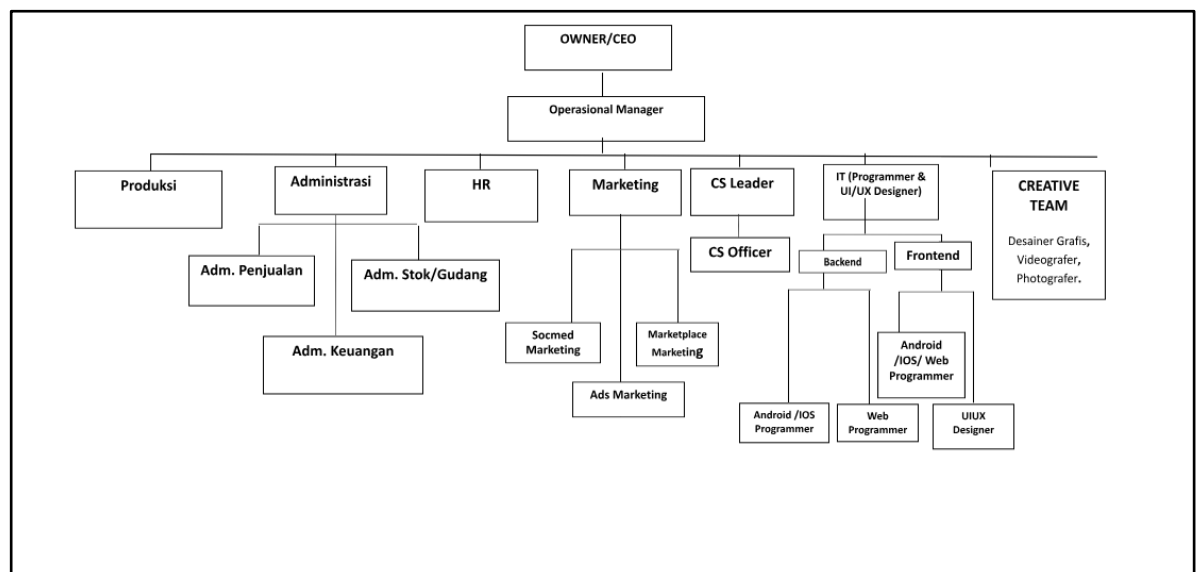 OWNER/CEO
Operasional Manager
Produksi
Administrasi
HR
Marketing
CS Leader
IT (Programmer &
UI/UX Designer)
CREATIVE
TEAM
Desainer Grafis,
Videografer,
Photografer.
Adm. Penjualan
Adm. Stok/Gudang
Adm. Keuangan
CS Officer
Backend
Frontend
Socmed
Marketing
Marketplace
Marketing
Ads Marketing
Android
/IOS/ Web
Programmer
Android /IOS
Programmer
Web
Programmer
UIUX
Designer